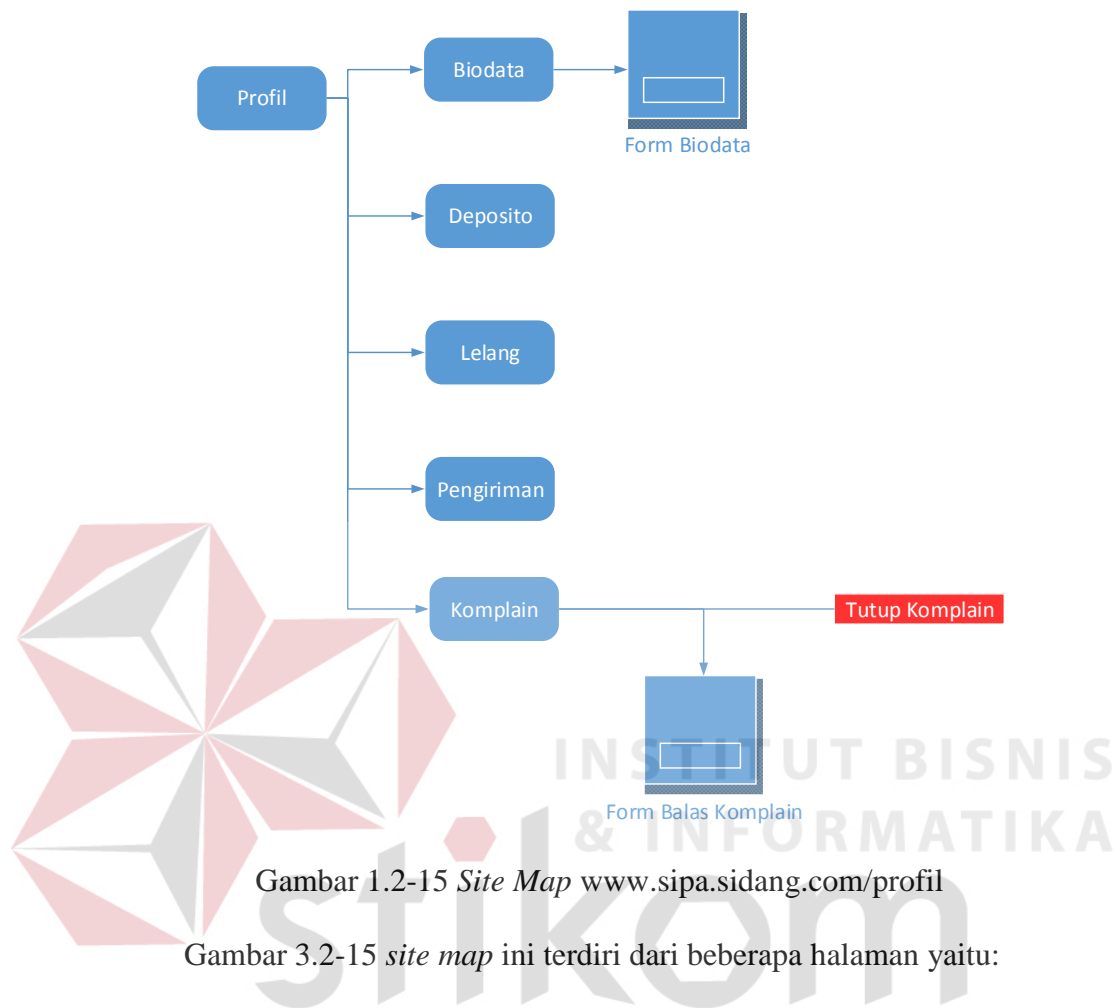 Profil
Biodata
Form Biodata
Deposito
Lelang
Pengiriman
Komplain
Tutup Komplain
Form Balas Komplain
INSTITUT BISNIS
& INFORMATIKA
stikom
Gambar 1.2-15 Site Map www.sipa.sidang.com/profil
Gambar 3.2-15 site map ini terdiri dari beberapa halaman yaitu: